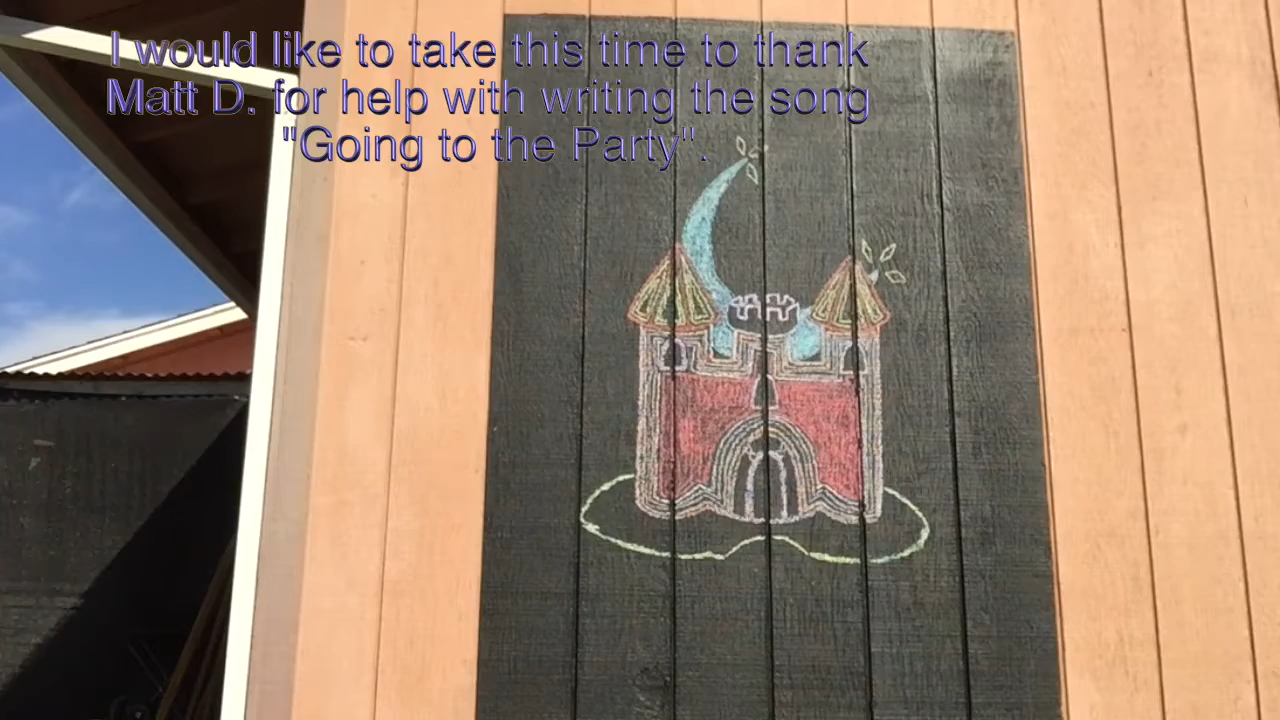 I would like to take this time to thank
Matt D. for help with writing the song
"Going to the Party".